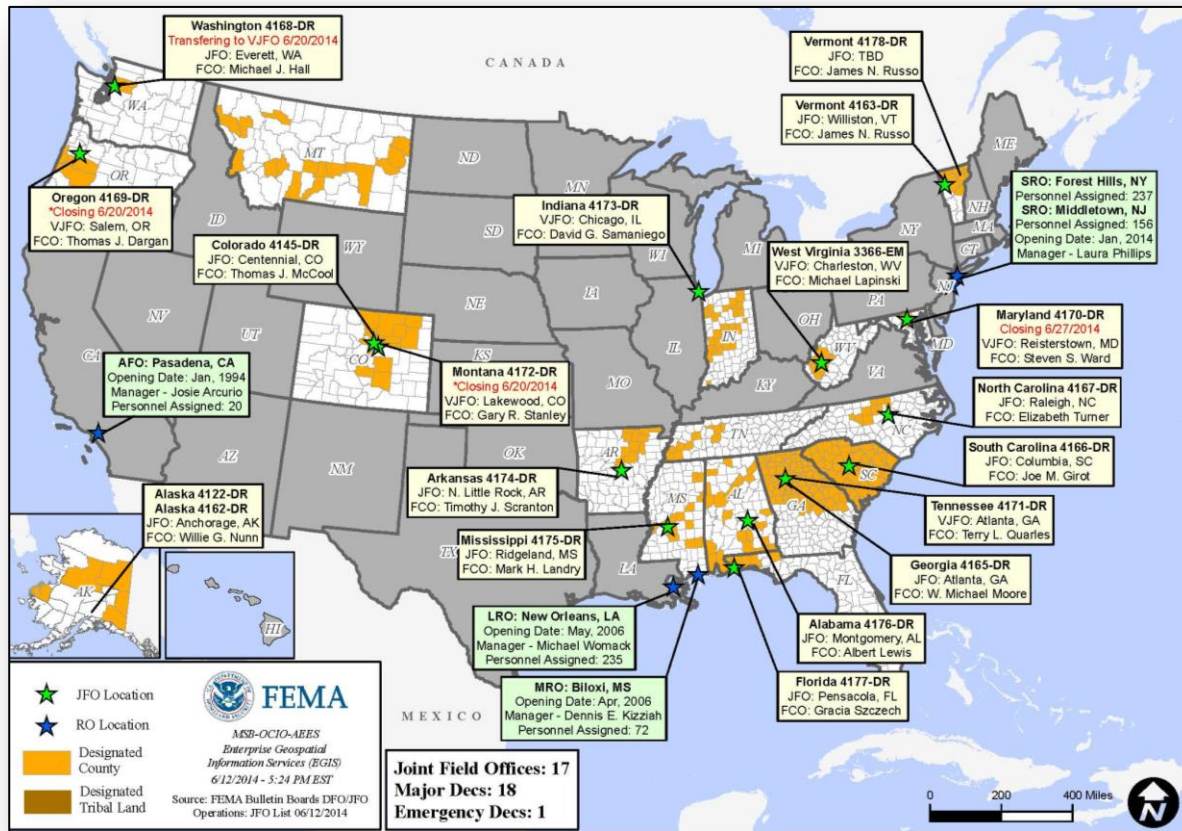 Washington 4168-DR
Transfering to VJFO 6/20/2014
JFO: Everett, WA
FCO: Michael J. Hall
CANADA
Vermont 4178-DR
JFO: TBD
FCO: James N. Russo
Vermont 4163-DR
JFO: Williston, VT
FCO: James N. Russo
WA
MT
ND
ME
OR
MN
SRO: Forest Hills, NY
Personnel Assigned: 237
SRO: Middletown, NJ
Personnel Assigned: 156
Opening Date: Jan, 2014
Manager - Laura Phillips
Oregon 4169-DR
*Closing 6/20/2014
VJFO: Salem, OR
FCO: Thomas J. Dargan
ID
SD
WI
MI
NH
MA
NY
CT
Indiana 4173-DR
VJFO: Chicago, IL
FCO: David G. Samaniego
Colorado 4145-DR
JFO: Centennial, CO
FCO: Thomas J. McCool
WY
West Virginia 3366-EM
VJFO: Charleston, WV
FCO: Michael Lapinski
NJ
PA
NE
IA
OH
NV
UT
CO
IL
IN
WV
MD
VA
Maryland 4170-DR
Closing 6/27/2014
VJFO: Reisterstown, MD
FCO: Steven S. Ward
CA
KS
MO
KY
AFO: Pasadena, CA
Opening Date: Jan, 1994
Manager - Josie Arcurio
Personnel Assigned: 20
Montana 4172-DR
*Closing 6/20/2014
VJFO: Lakewood, CO
FCO: Gary R. Stanley
North Carolina 4167-DR
JFO: Raleigh, NC
FCO: Elizabeth Turner
AZ
NM
OK
AR
TN
NC
South Carolina 4166-DR
JFO: Columbia, SC
FCO: Joe M. Girot
SC
Arkansas 4174-DR
JFO: N. Little Rock, AR
FCO: Timothy J. Scranton
MS
AL
GA
Tennessee 4171-DR
VJFO: Atlanta, GA
FCO: Terry L. Quarles
Alaska 4122-DR
Alaska 4162-DR
JFO: Anchorage, AK
FCO: Willie G. Nunn
Mississippi 4175-DR
JFO: Ridgeland, MS
FCO: Mark H. Landry
TX
LA
FL
Georgia 4165-DR
JFO: Atlanta, GA
FCO: W. Michael Moore
AK
HI
LRO: New Orleans, LA
Opening Date: May, 2006
Manager - Michael Womack
Personnel Assigned: 235
Alabama 4176-DR
JFO: Montgomery, AL
FCO: Albert Lewis
MRO: Biloxi, MS
Opening Date: Apr, 2006
Manager - Dennis E. Kizziah
Personnel Assigned: 72
Florida 4177-DR
JFO: Pensacola, FL
FCO: Gracia Szczech
MEXICO
JFO Location
RO Location
Designated
County
Designated
Tribal Land
FEMA
MSB-OCIO-AEES
Enterprise Geospatial
Information Services (EGIS)
6/12/2014 - 5:24 PM EST
Source: FEMA Bulletin Boards DFO/JFO
Operations: JFO List 06/12/2014
Joint Field Offices: 17
Major Decs: 18
Emergency Decs: 1
0 200 400 Miles
N